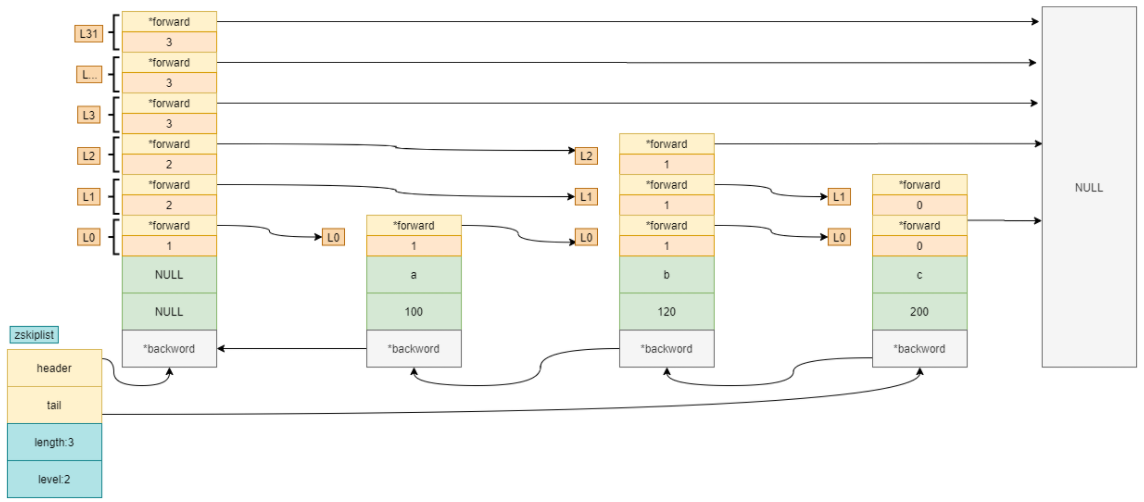 L31
*forward
3
L...
*forward
3
L3
*forward
3
L2
*forward
2
L1
*forward
2
L0
*forward
1
NULL
NULL
*backword
L0
*forward
1
a
100
*backword
L2
L1
L0
*forward
1
*forward
1
*forward
1
b
120
*backword
L1
L0
*forward
0
*forward
0
c
200
*backword
NULL
zskiplist
header
tail
length:3
level:2